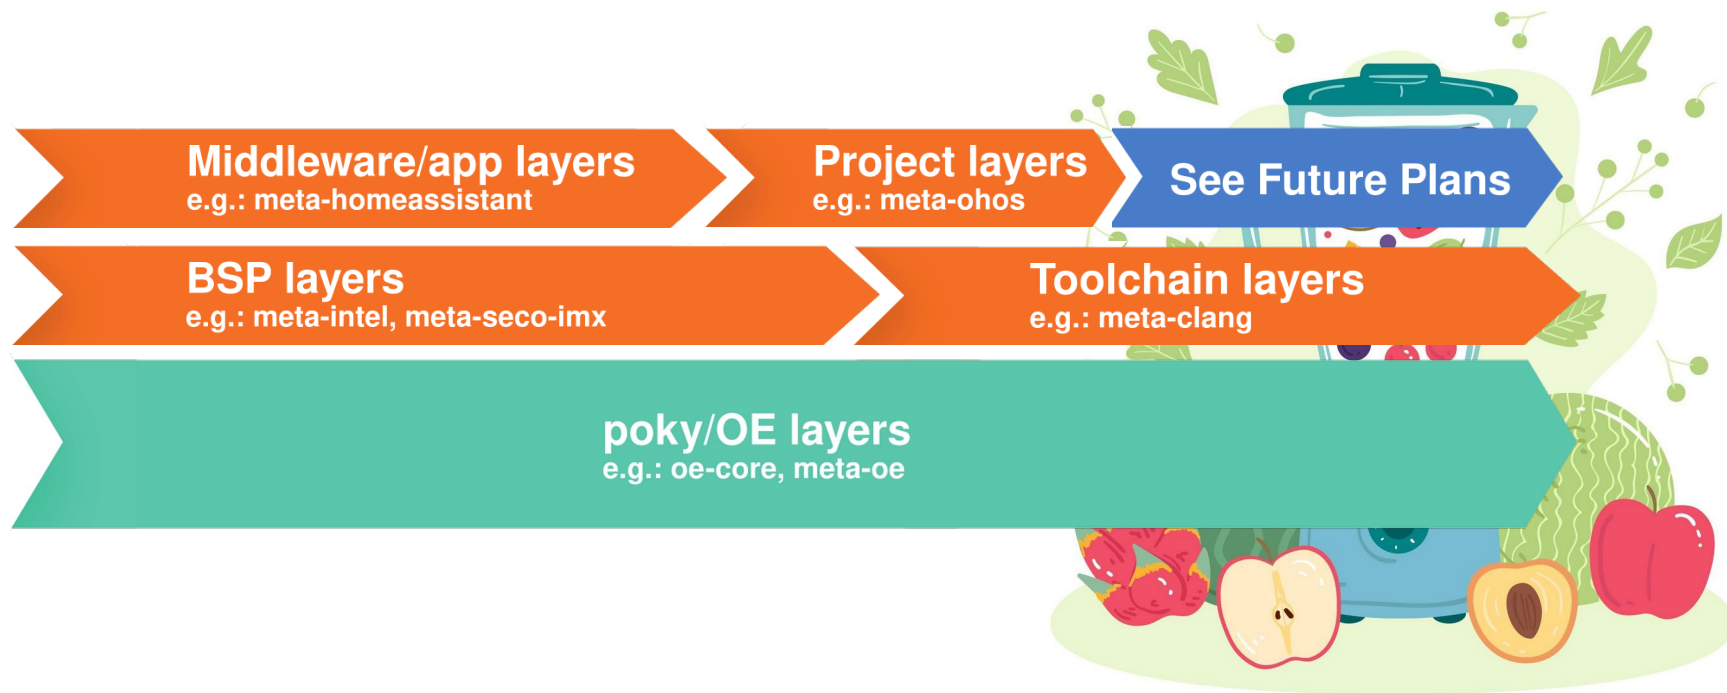 Middleware/app layers
e.g.: meta-homeassistant
Project layers
e.g.: meta-ohos
See Future Plans
BSP layers
e.g.: meta-intel, meta-seco-imx
Toolchain layers
e.g.: meta-clang
poky/OE layers
e.g.: oe-core, meta-oe